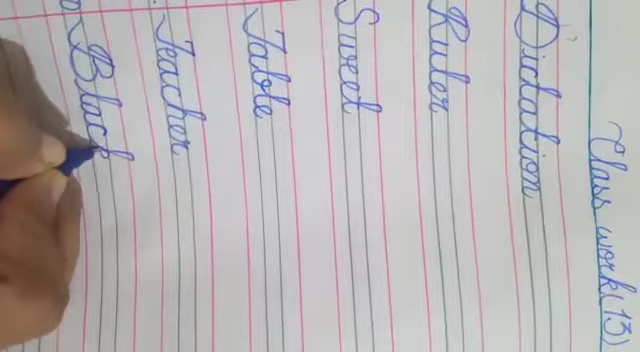 Class work(13)
Dictation
Ruler
Sweet
Table
Teacher
Black